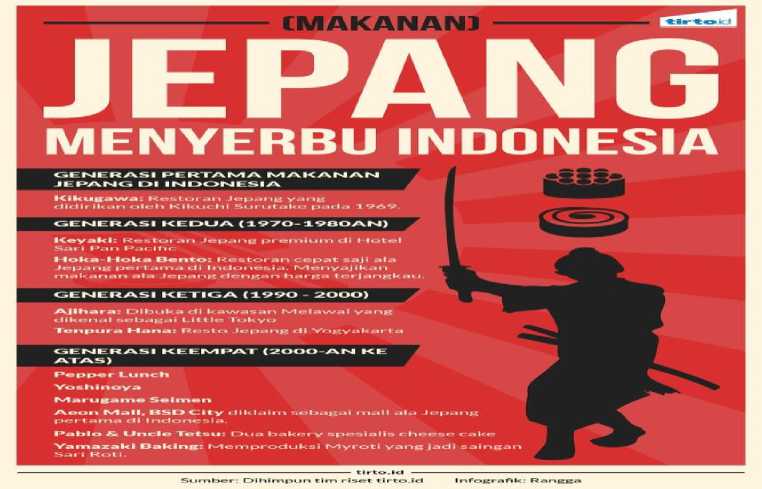 (MAKANAN)
tirto.id
JEPANG
MENYERBU INDONESIA
GENERASI PERTAMA MAKANAN
JEPANG DI INDONESIA
Kikugawa: Restoran Jepang yang
didirikan oleh Kikuchi Surutake pada 1969.
GENERASI KEDUA (1970-1980AN)
Keyaki: Restoran Jepang premium di Hotel
Sari Pan Pacific
Hoka-Hoka Bento: Restoran cepat saji ala
Jepang pertama di Indonesia. Menyajikan
makanan ala Jepang dengan harga terjangkau.
GENERASI KETIGA (1990 - 2000)
Ajihara: Dibuka di kawasan Melawai yang
dikenal sebagai Little Tokyo
Tenpura Hana: Resto Jepang di Yogyakarta
GENERASI KEEMPAT (2000-AN KE
ATAS)
Pepper Lunch
Yoshinoya
Marugame Seimen
Aeon Mall, BSD City diklaim sebagai mall ala Jepang
pertama di Indonesia.
Pablo & Uncle Tetsu: Dua bakery spesialis cheese cake
Yamazaki Baking: Memproduksi Myroti yang jadi saingan
Sari Roti.
tirto.id
Sumber: Dihimpun tim riset tirto.id Infografik: Rangga